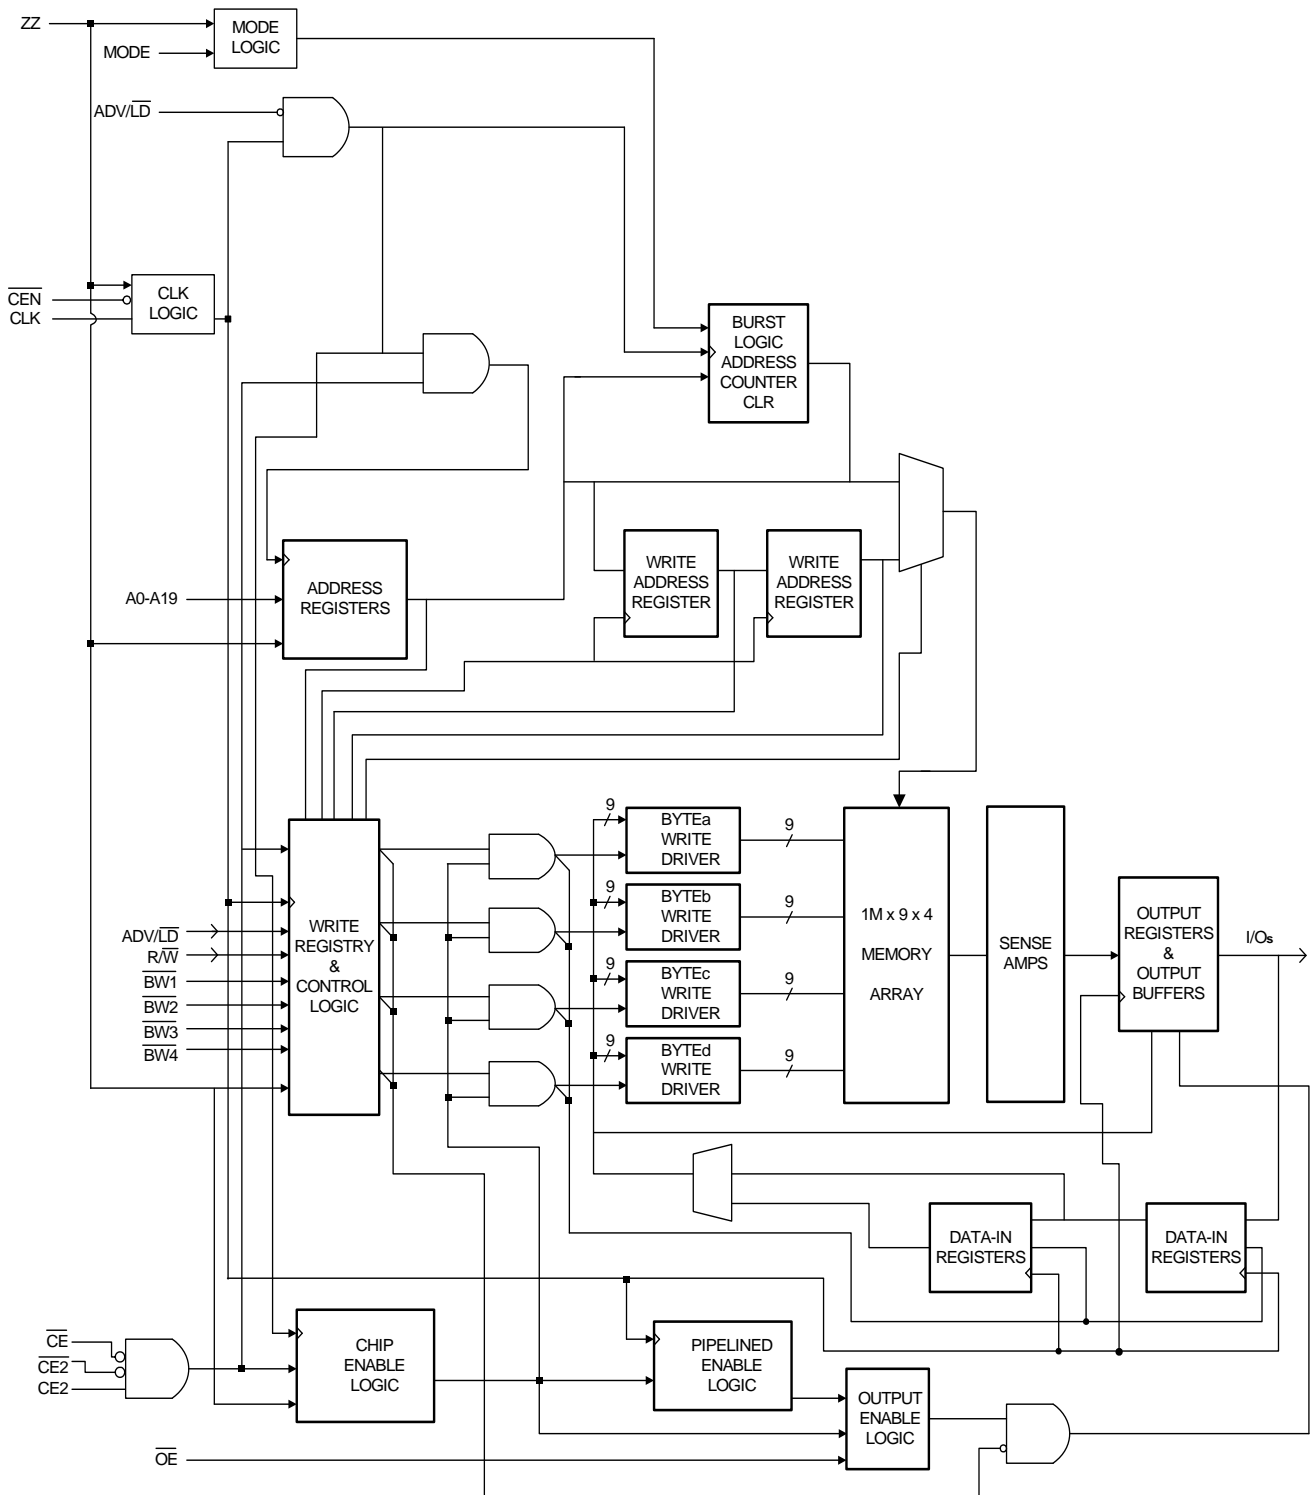 ZZ
MODE
MODE
LOGIC
ADV/LD
CEN
CLK
CLK
LOGIC
BURST
LOGIC
ADDRESS
COUNTER
CLR
A0-A19
ADDRESS
REGISTERS
WRITE
ADDRESS
REGISTER
WRITE
ADDRESS
REGISTER
ADV/LD
R/W
BW1
BW2
BW3
BW4
WRITE
REGISTRY
&
CONTROL
LOGIC
9
BYTEa
WRITE
DRIVER
9
9
BYTEb
WRITE
DRIVER
9
9
BYTEc
WRITE
DRIVER
9
9
BYTEd
WRITE
DRIVER
9
1M x 9 x 4
MEMORY
ARRAY
SENSE
AMPS
OUTPUT
REGISTERS
&
OUTPUT
BUFFERS
I/Os
DATA-IN
REGISTERS
DATA-IN
REGISTERS
CE
CE2
CE2
CHIP
ENABLE
LOGIC
PIPELINED
ENABLE
LOGIC
OUTPUT
ENABLE
LOGIC
OE